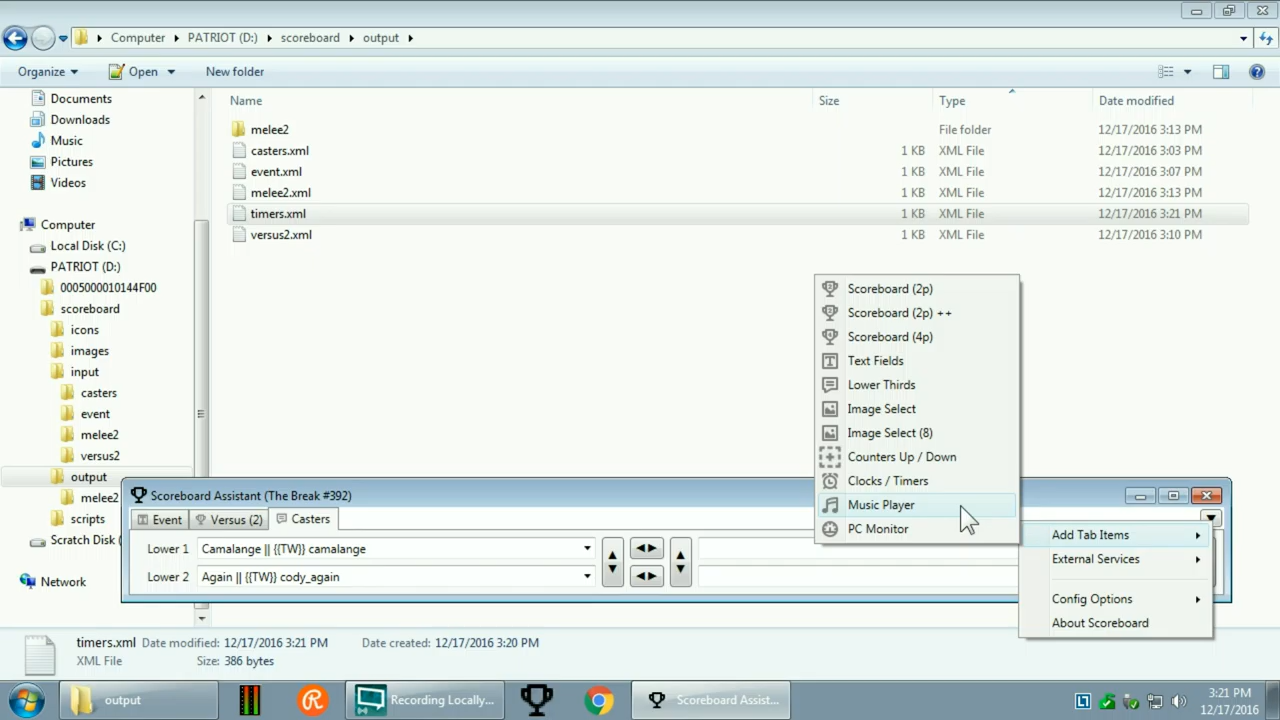 Computer ▸ PATRIOT (D:) ▸ scoreboard ▸ output ▸
Organize Open New folder
Name Size Type Date modified
Documents
Downloads
Music
Pictures
Videos
Computer
Local Disk (C:)
PATRIOT (D:)
0005000010144F00
scoreboard
icons
images
input
casters
event
melee2
versus2
output
melee2
scripts
Scratch Disk (
Network
melee2 File folder 12/17/2016 3:13 PM
casters.xml 1 KB XML File 12/17/2016 3:03 PM
event.xml 1 KB XML File 12/17/2016 3:07 PM
melee2.xml 1 KB XML File 12/17/2016 3:13 PM
timers.xml 1 KB XML File 12/17/2016 3:21 PM
versus2.xml 1 KB XML File 12/17/2016 3:10 PM
Scoreboard (2p)
Scoreboard (2p) ++
Scoreboard (4p)
Text Fields
Lower Thirds
Image Select
Image Select (8)
Counters Up / Down
Clocks / Timers
Music Player
PC Monitor
Scoreboard Assistant (The Break #392)
Event Versus (2) Casters
Lower 1 Camalange || {{TW}} camalange
Lower 2 Again || {{TW}} cody_again
Add Tab Items
External Services
Config Options
About Scoreboard
timers.xml Date modified: 12/17/2016 3:21 PM Date created: 12/17/2016 3:20 PM
XML File Size: 386 bytes
output Recording Locally... Scoreboard Assist...
3:21 PM
12/17/2016